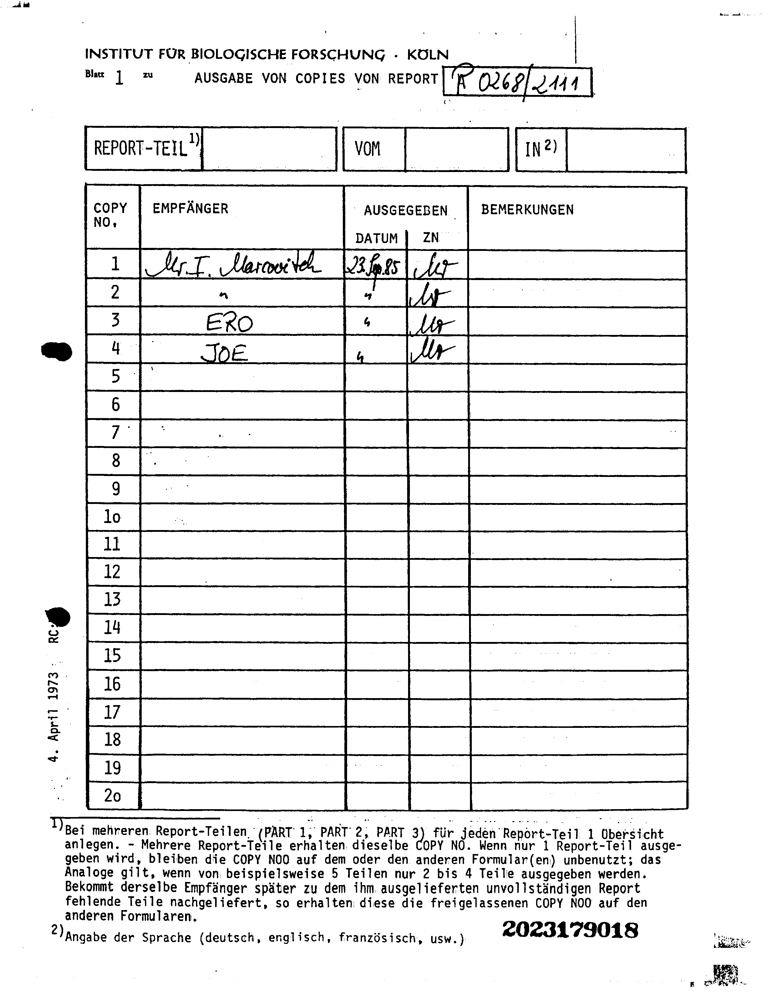 INSTITUT FÜR BIOLOGISCHE FORSCHUNG · KÖLN
Blatt 1 zu AUSGABE VON COPIES VON REPORT R 0268/2111
REPORT-TEIL 1) VOM IN 2)
COPY NO. EMPFÄNGER AUSGEGEBEN BEMERKUNGEN
DATUM ZN
1 Mr. I. Marcovitch 23. Sep. 85
2 " "
3 ERO "
4 JOE "
5
6
7
8
9
1o
11
12
13
14
15
16
17
18
19
2o
4. April 1973 RC:
1) Bei mehreren Report-Teilen (PART 1, PART 2, PART 3) für jeden Report-Teil 1 Obersicht
anlegen. - Mehrere Report-Teile erhalten dieselbe COPY NO. Wenn nur 1 Report-Teil ausge-
geben wird, bleiben die COPY NOO auf dem oder den anderen Formular(en) unbenutzt; das
Analoge gilt, wenn von beispielsweise 5 Teilen nur 2 bis 4 Teile ausgegeben werden.
Bekommt derselbe Empfänger später zu dem ihm ausgelieferten unvollständigen Report
fehlende Teile nachgeliefert, so erhalten diese die freigelassenen COPY NOO auf den
anderen Formularen.
2) Angabe der Sprache (deutsch, englisch, französisch, usw.)
2023179018